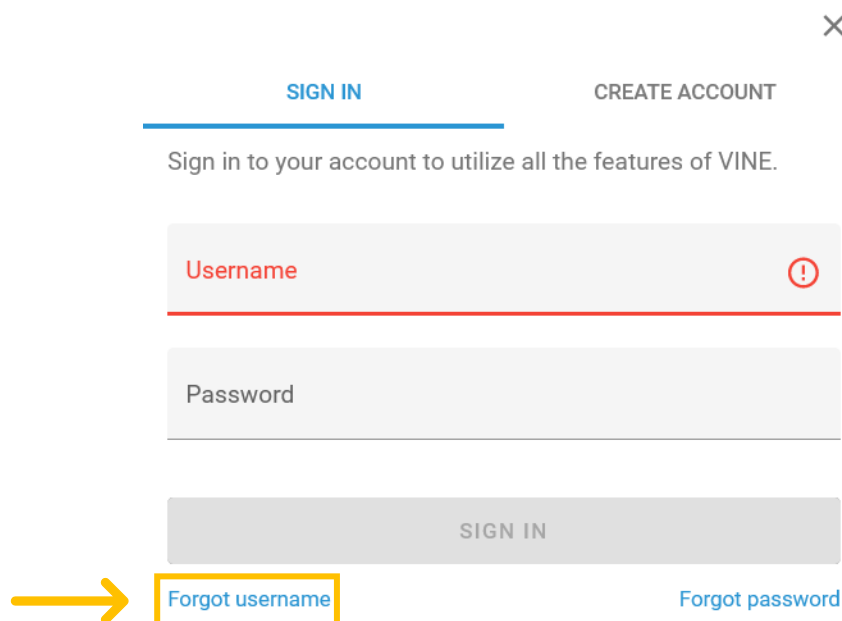 SIGN IN CREATE ACCOUNT
Sign in to your account to utilize all the features of VINE.
Username
Password
SIGN IN
Forgot username Forgot password